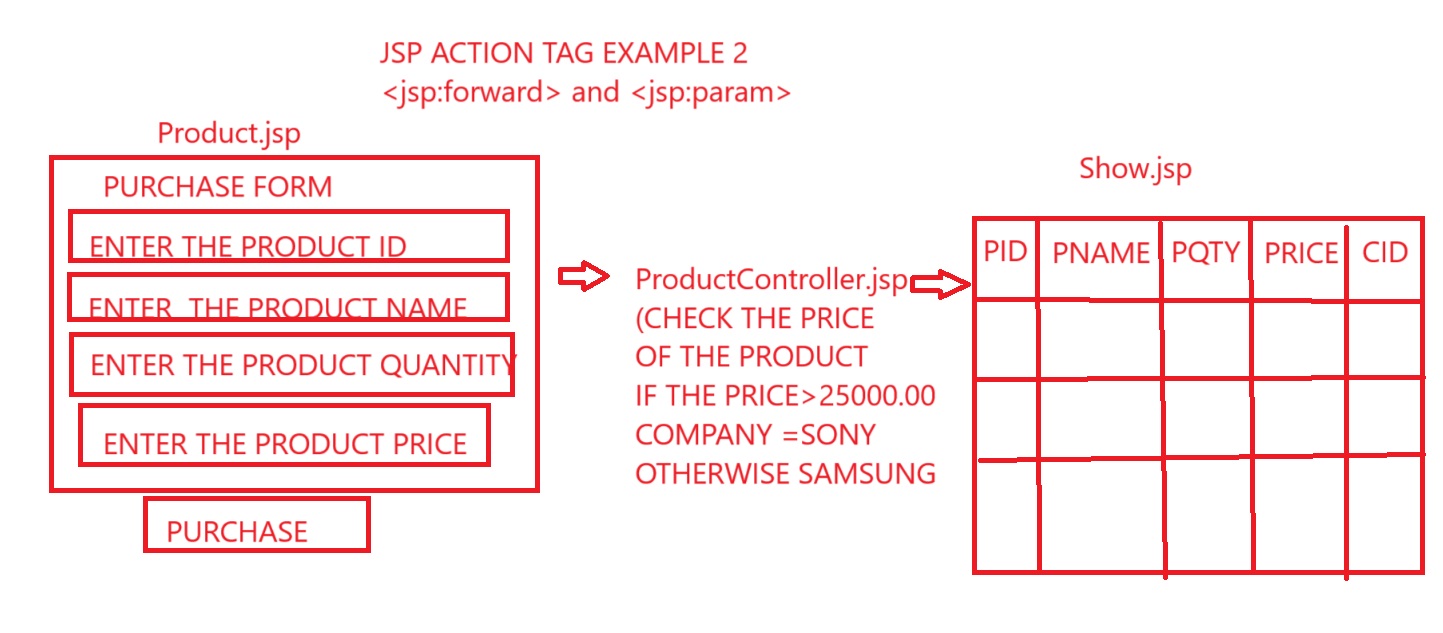 JSP ACTION TAG EXAMPLE 2
<jsp:forward> and <jsp:param>
Product.jsp
PURCHASE FORM
ENTER THE PRODUCT ID
ENTER THE PRODUCT NAME
ENTER THE PRODUCT QUANTITY
ENTER THE PRODUCT PRICE
PURCHASE
ProductController.jsp
(CHECK THE PRICE
OF THE PRODUCT
IF THE PRICE>25000.00
COMPANY =SONY
OTHERWISE SAMSUNG
Show.jsp
PID PNAME PQTY PRICE CID